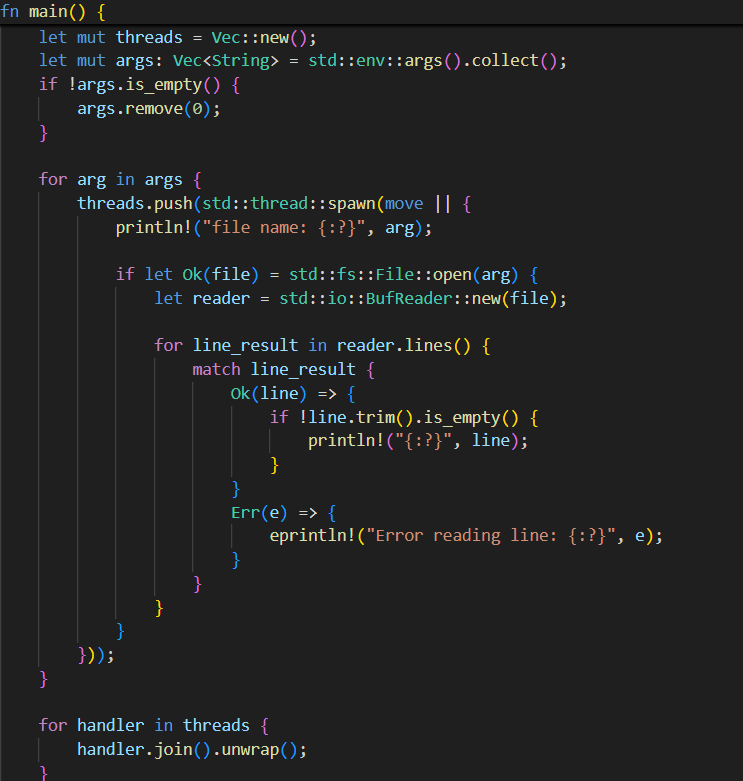 fn main() {
    let mut threads = Vec::new();
    let mut args: Vec<String> = std::env::args().collect();
    if !args.is_empty() {
        args.remove(0);
    }

    for arg in args {
        threads.push(std::thread::spawn(move || {
            println!("file name: {:?}", arg);

            if let Ok(file) = std::fs::File::open(arg) {
                let reader = std::io::BufReader::new(file);

                for line_result in reader.lines() {
                    match line_result {
                        Ok(line) => {
                            if !line.trim().is_empty() {
                                println!("{:?}", line);
                            }
                        }
                        Err(e) => {
                            eprintln!("Error reading line: {:?}", e);
                        }
                    }
                }
            }
        }));
    }

    for handler in threads {
        handler.join().unwrap();
    }